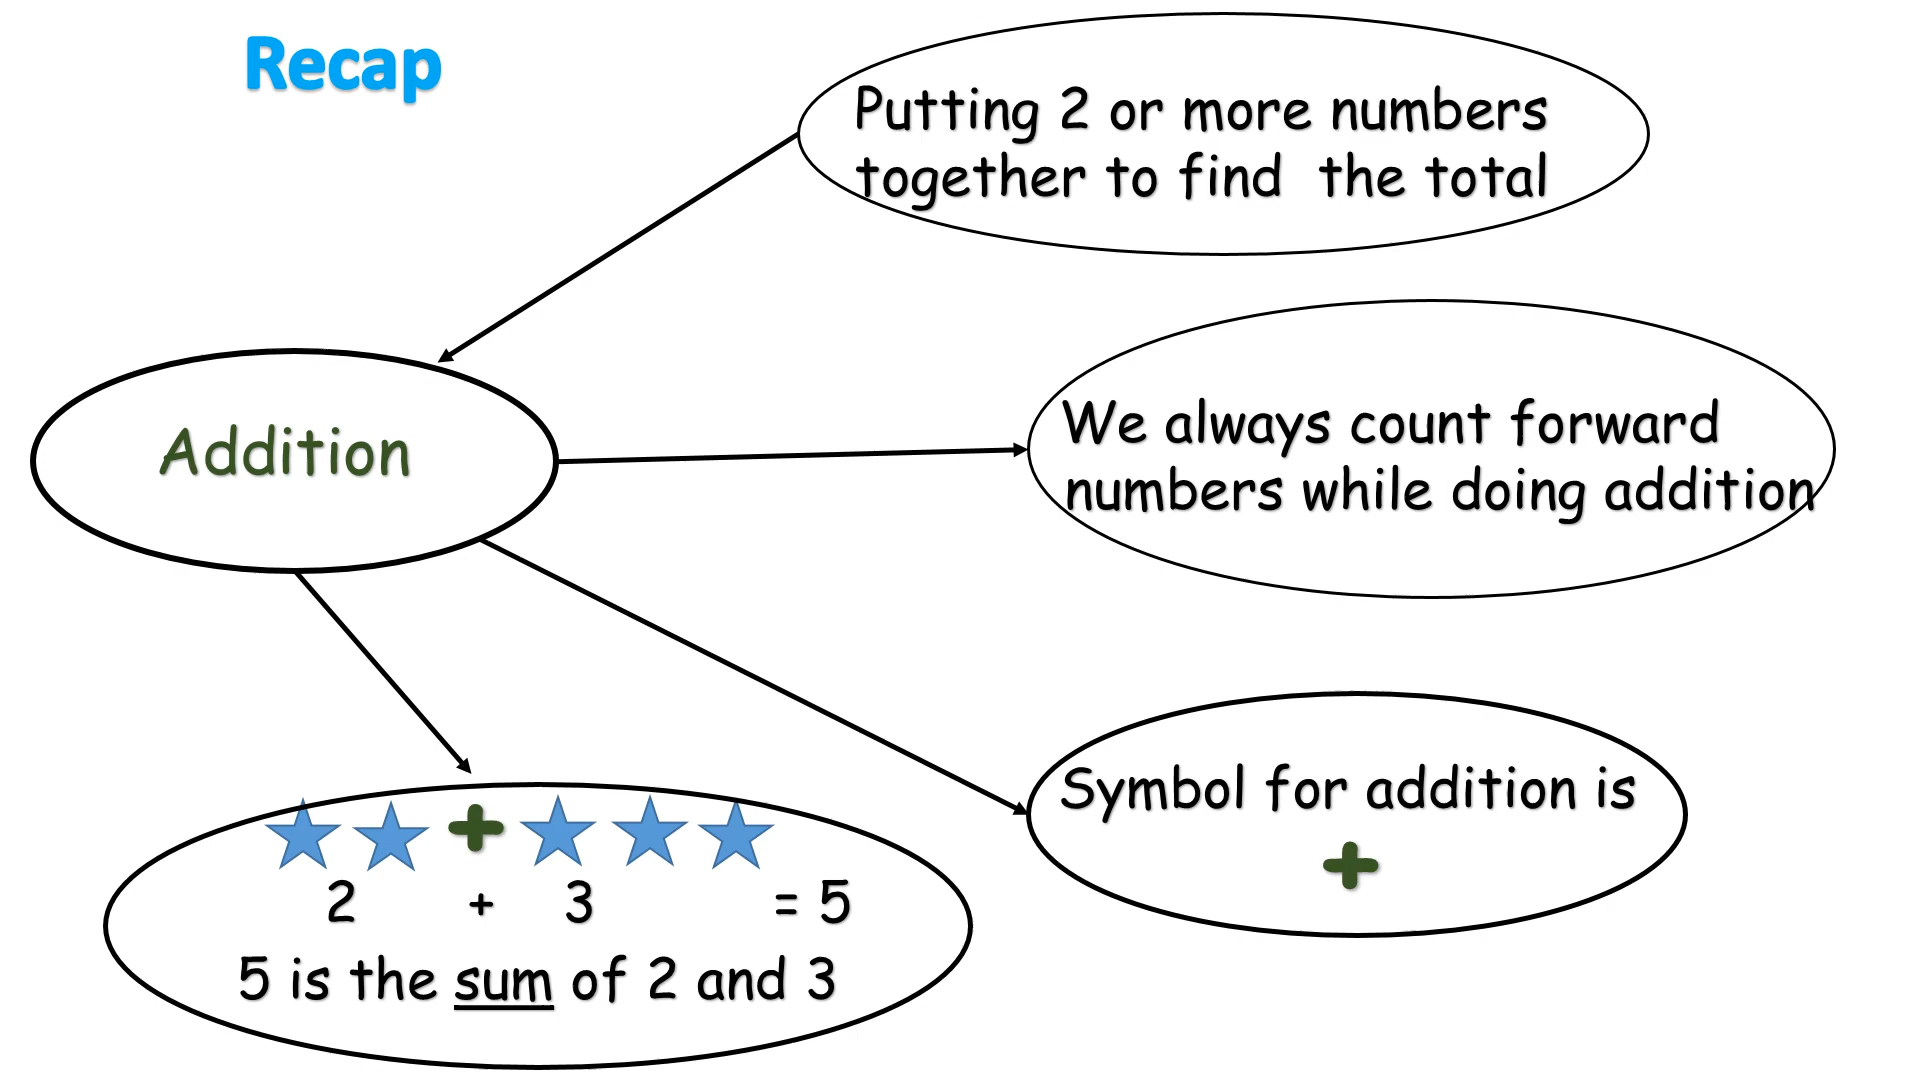 Recap
Putting 2 or more numbers
together to find  the total
Addition
We always count forward
numbers while doing addition
Symbol for addition is
+
+
2 + 3 = 5
5 is the sum of 2 and 3